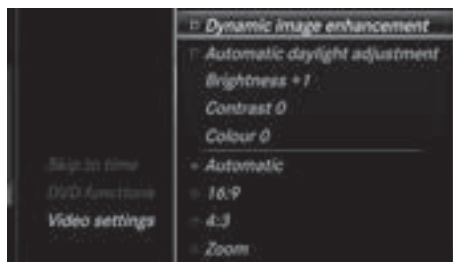 Dynamic image enhancement
Automatic daylight adjustment
Brightness +1
Contrast 0
Colour 0
Automatic
16:9
4:3
Zoom
Skip to time
DVD functions
Video settings